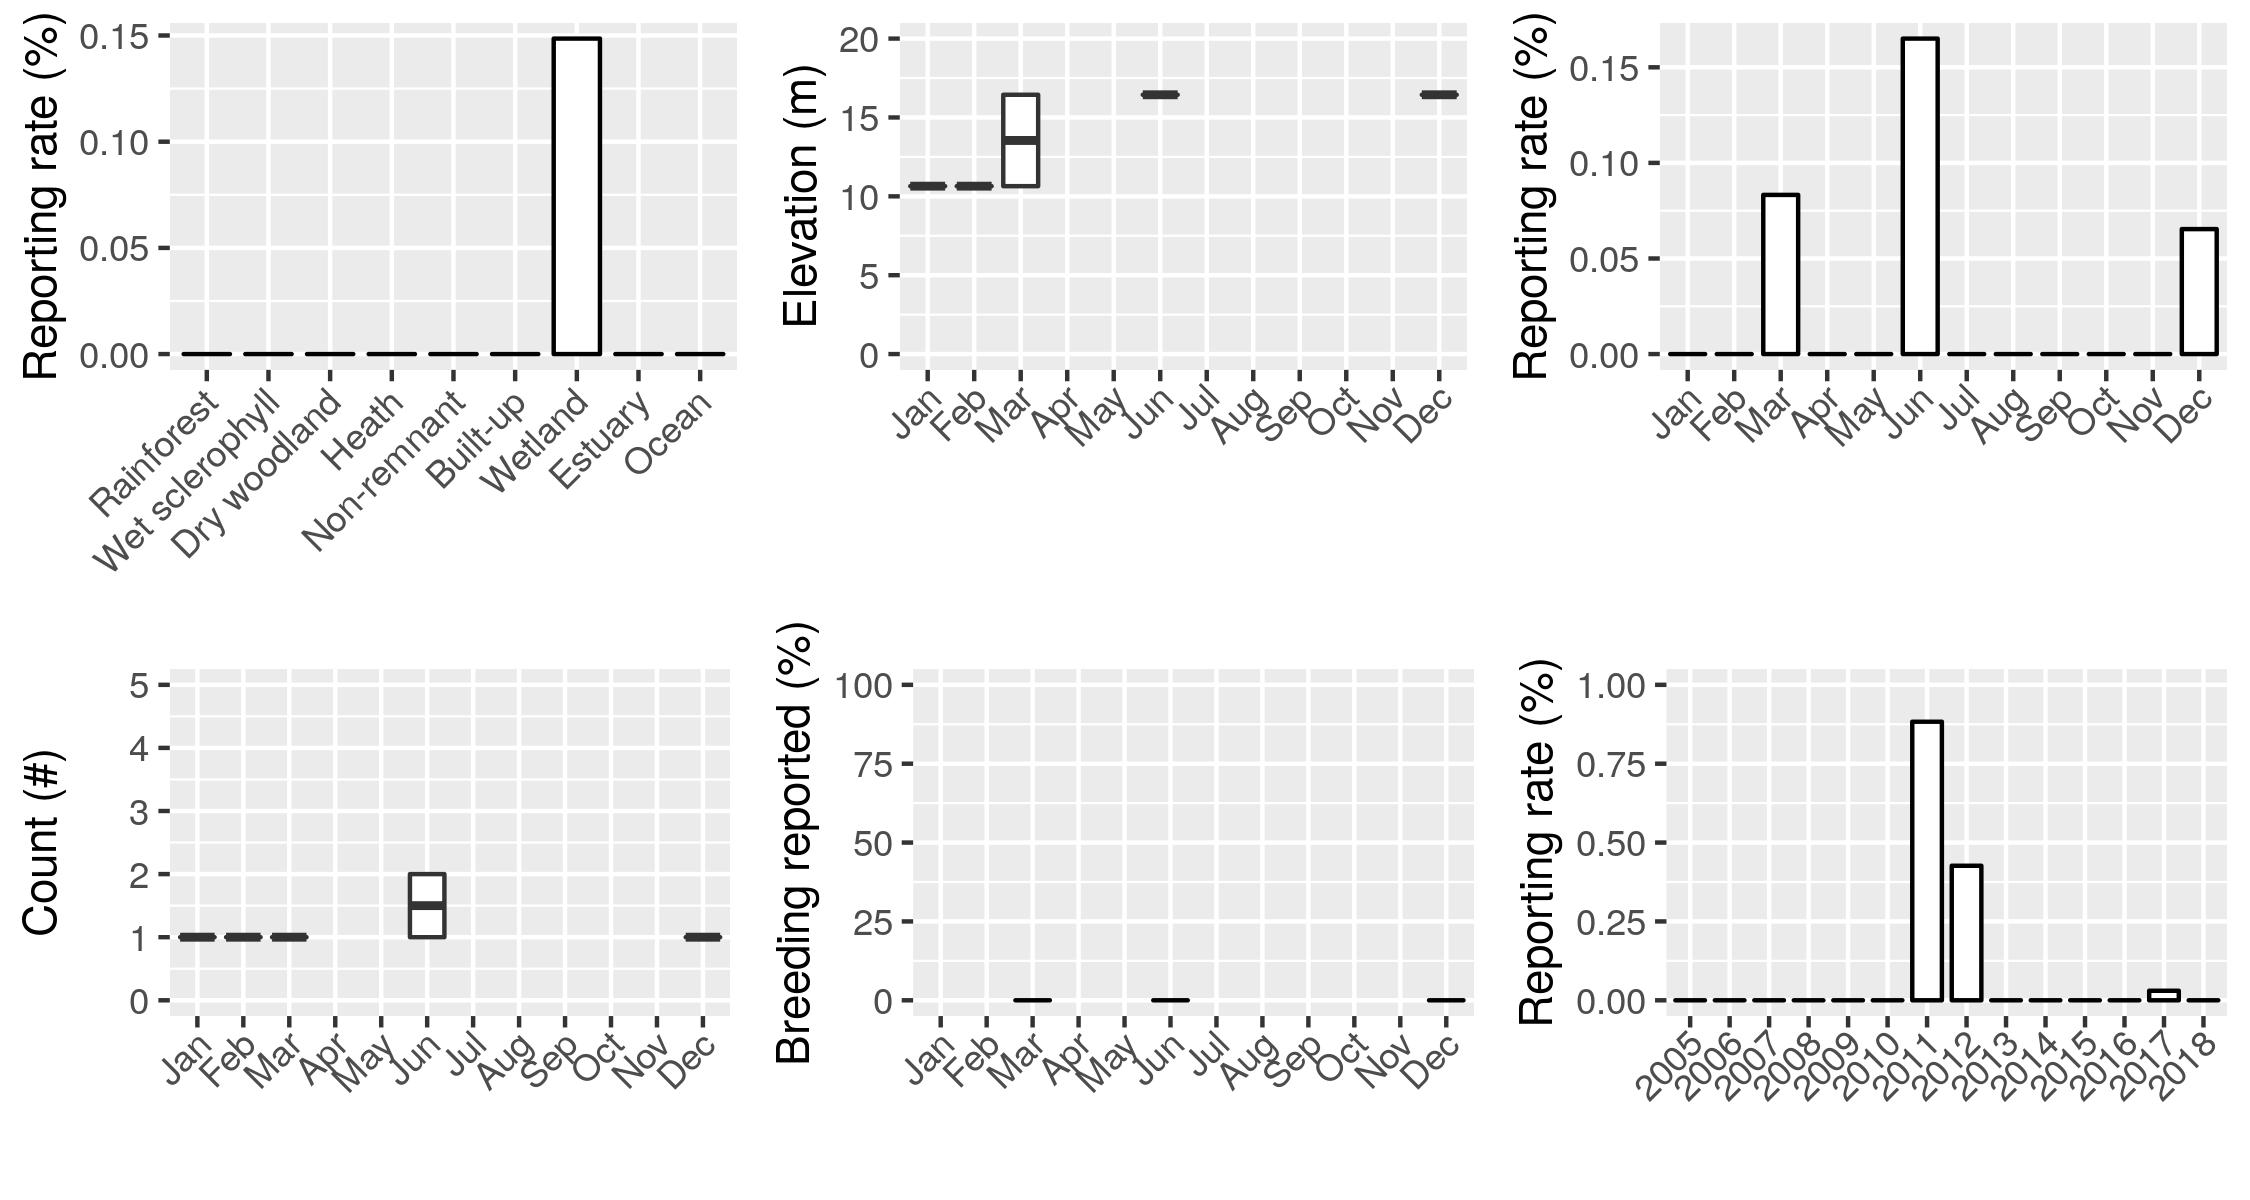 Reporting rate (%)
0.15
0.10
0.05
0.00
Rainforest
Wet sclerophyll
Dry woodland
Heath
Non-remnant
Built-up
Wetland
Estuary
Ocean
Elevation (m)
20
15
10
5
0
Jan
Feb
Mar
Apr
May
Jun
Jul
Aug
Sep
Oct
Nov
Dec
Reporting rate (%)
0.15
0.10
0.05
0.00
Jan
Feb
Mar
Apr
May
Jun
Jul
Aug
Sep
Oct
Nov
Dec
Count (#)
5
4
3
2
1
0
Jan
Feb
Mar
Apr
May
Jun
Jul
Aug
Sep
Oct
Nov
Dec
Breeding reported (%)
100
75
50
25
0
Jan
Feb
Mar
Apr
May
Jun
Jul
Aug
Sep
Oct
Nov
Dec
Reporting rate (%)
1.00
0.75
0.50
0.25
0.00
2005
2006
2007
2008
2009
2010
2011
2012
2013
2014
2015
2016
2017
2018